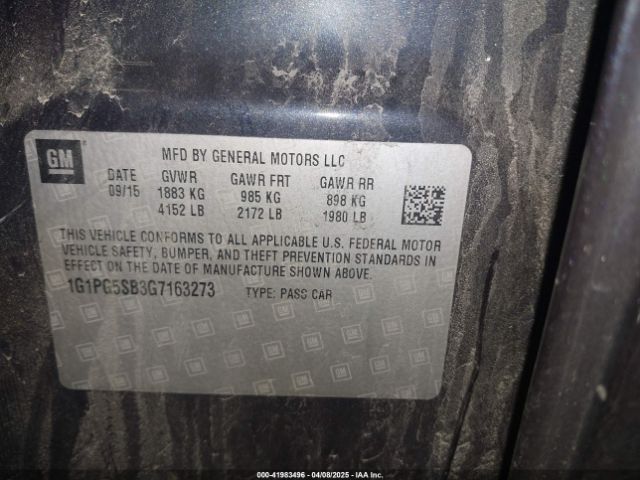 GM
MFD BY GENERAL MOTORS LLC
DATE GVWR GAWR FRT GAWR RR
09/15 1883 KG 985 KG 898 KG
4152 LB 2172 LB 1980 LB
THIS VEHICLE CONFORMS TO ALL APPLICABLE U.S. FEDERAL MOTOR
VEHICLE SAFETY, BUMPER, AND THEFT PREVENTION STANDARDS IN
EFFECT ON THE DATE OF MANUFACTURE SHOWN ABOVE.
1G1PG5SB3G7163273 TYPE: PASS CAR
000-41983496 - 04/08/2025 - IAA Inc.